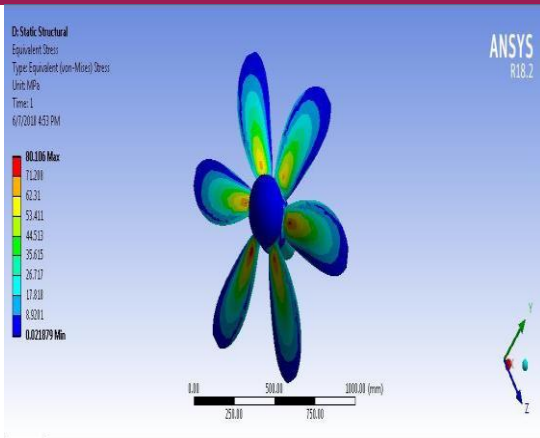 D: Static Structural
Equivalent Stress
Type: Equivalent (von-Mises) Stress
Unit: MPa
Time: 1
6/7/2018 4:53 PM
80.106 Max
71.208
62.31
53.411
44.513
35.615
26.717
17.818
8.9201
0.021879 Min
ANSYS
R18.2
0.00
500.00
1000.00 (mm)
250.00
750.00
Y
X
Z